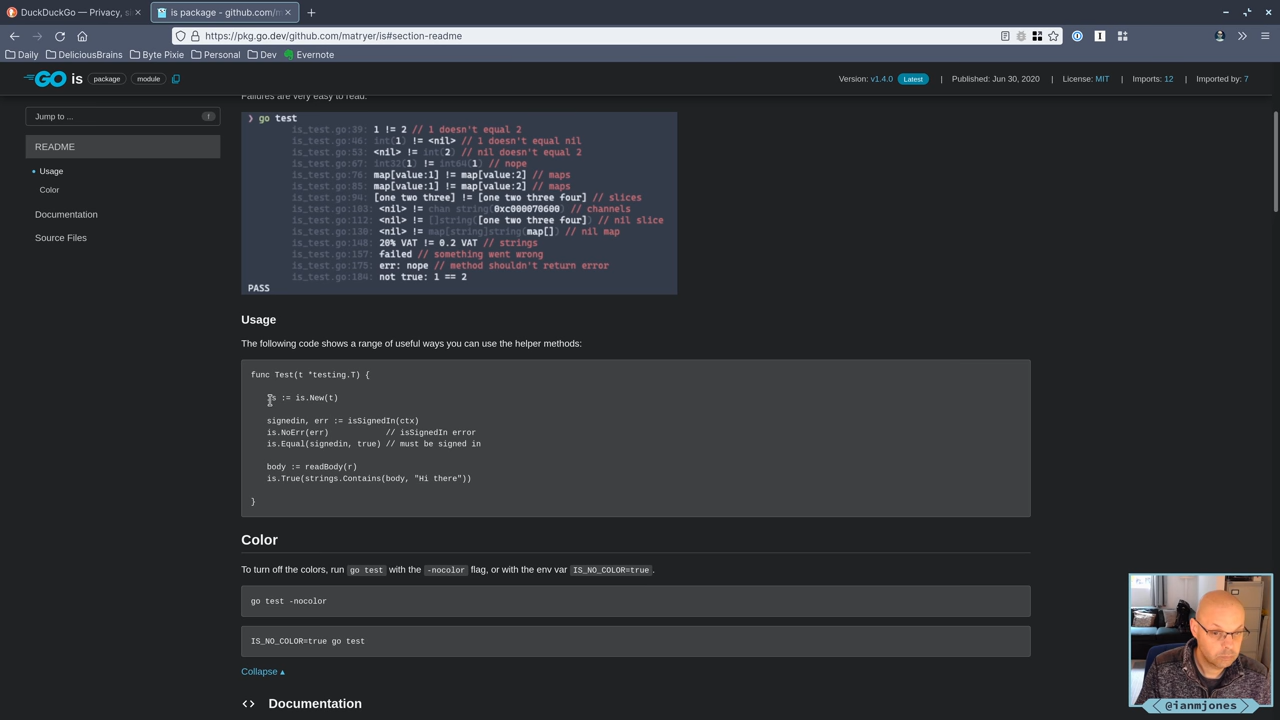 DuckDuckGo — Privacy, si
is package - github.com/m
https://pkg.go.dev/github.com/matryer/is#section-readme
Daily DeliciousBrains Byte Pixie Personal Dev Evernote
GO is package module
Version: v1.4.0 Latest | Published: Jun 30, 2020 | License: MIT | Imports: 12 | Imported by: 7
Jump to ... f
README
Usage
Color
Documentation
Source Files
Failures are very easy to read:
❯ go test
is_test.go:39: 1 != 2 // 1 doesn't equal 2
is_test.go:46: int(1) != <nil> // 1 doesn't equal nil
is_test.go:53: <nil> != int(2) // nil doesn't equal 2
is_test.go:67: int32(1) != int64(1) // nope
is_test.go:76: map[value:1] != map[value:2] // maps
is_test.go:85: map[value:1] != map[value:2] // maps
is_test.go:94: [one two three] != [one two three four] // slices
is_test.go:103: <nil> != chan string(0xc000070600) // channels
is_test.go:112: <nil> != []string([one two three four]) // nil slice
is_test.go:130: <nil> != map[string]string(map[]) // nil map
is_test.go:148: 20% VAT != 0.2 VAT // strings
is_test.go:157: failed // something went wrong
is_test.go:175: err: nope // method shouldn't return error
is_test.go:184: not true: 1 == 2
PASS
Usage
The following code shows a range of useful ways you can use the helper methods:
func Test(t *testing.T) {
is := is.New(t)
signedin, err := isSignedIn(ctx)
is.NoErr(err) // isSignedIn error
is.Equal(signedin, true) // must be signed in
body := readBody(r)
is.True(strings.Contains(body, "Hi there"))
}
Color
To turn off the colors, run go test with the -nocolor flag, or with the env var IS_NO_COLOR=true.
go test -nocolor
IS_NO_COLOR=true go test
Collapse ▴
<> Documentation
@ianmjones